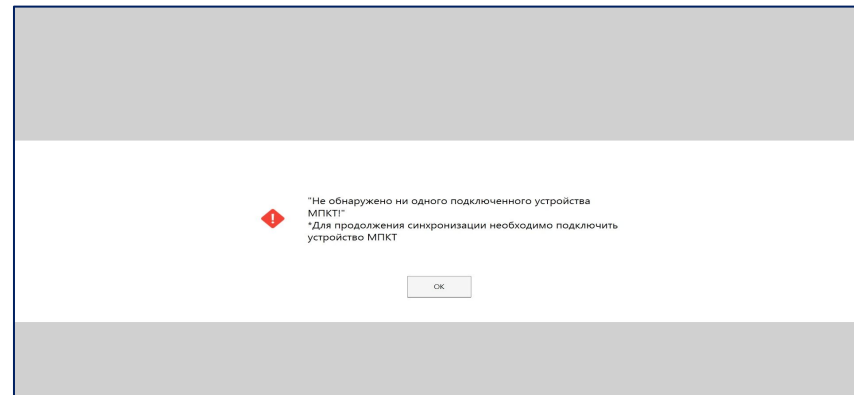 "Не обнаружено ни одного подключенного устройства
МПКТ!"
*Для продолжения синхронизации необходимо подключить
устройство МПКТ
ОК